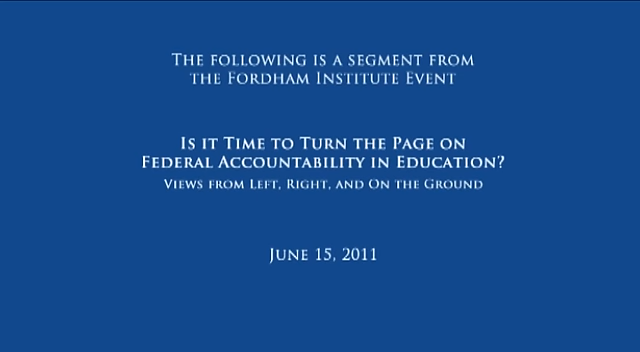 The following is a segment from
the Fordham Institute Event
Is it Time to Turn the Page on
Federal Accountability in Education?
Views from Left, Right, and On the Ground
June 15, 2011